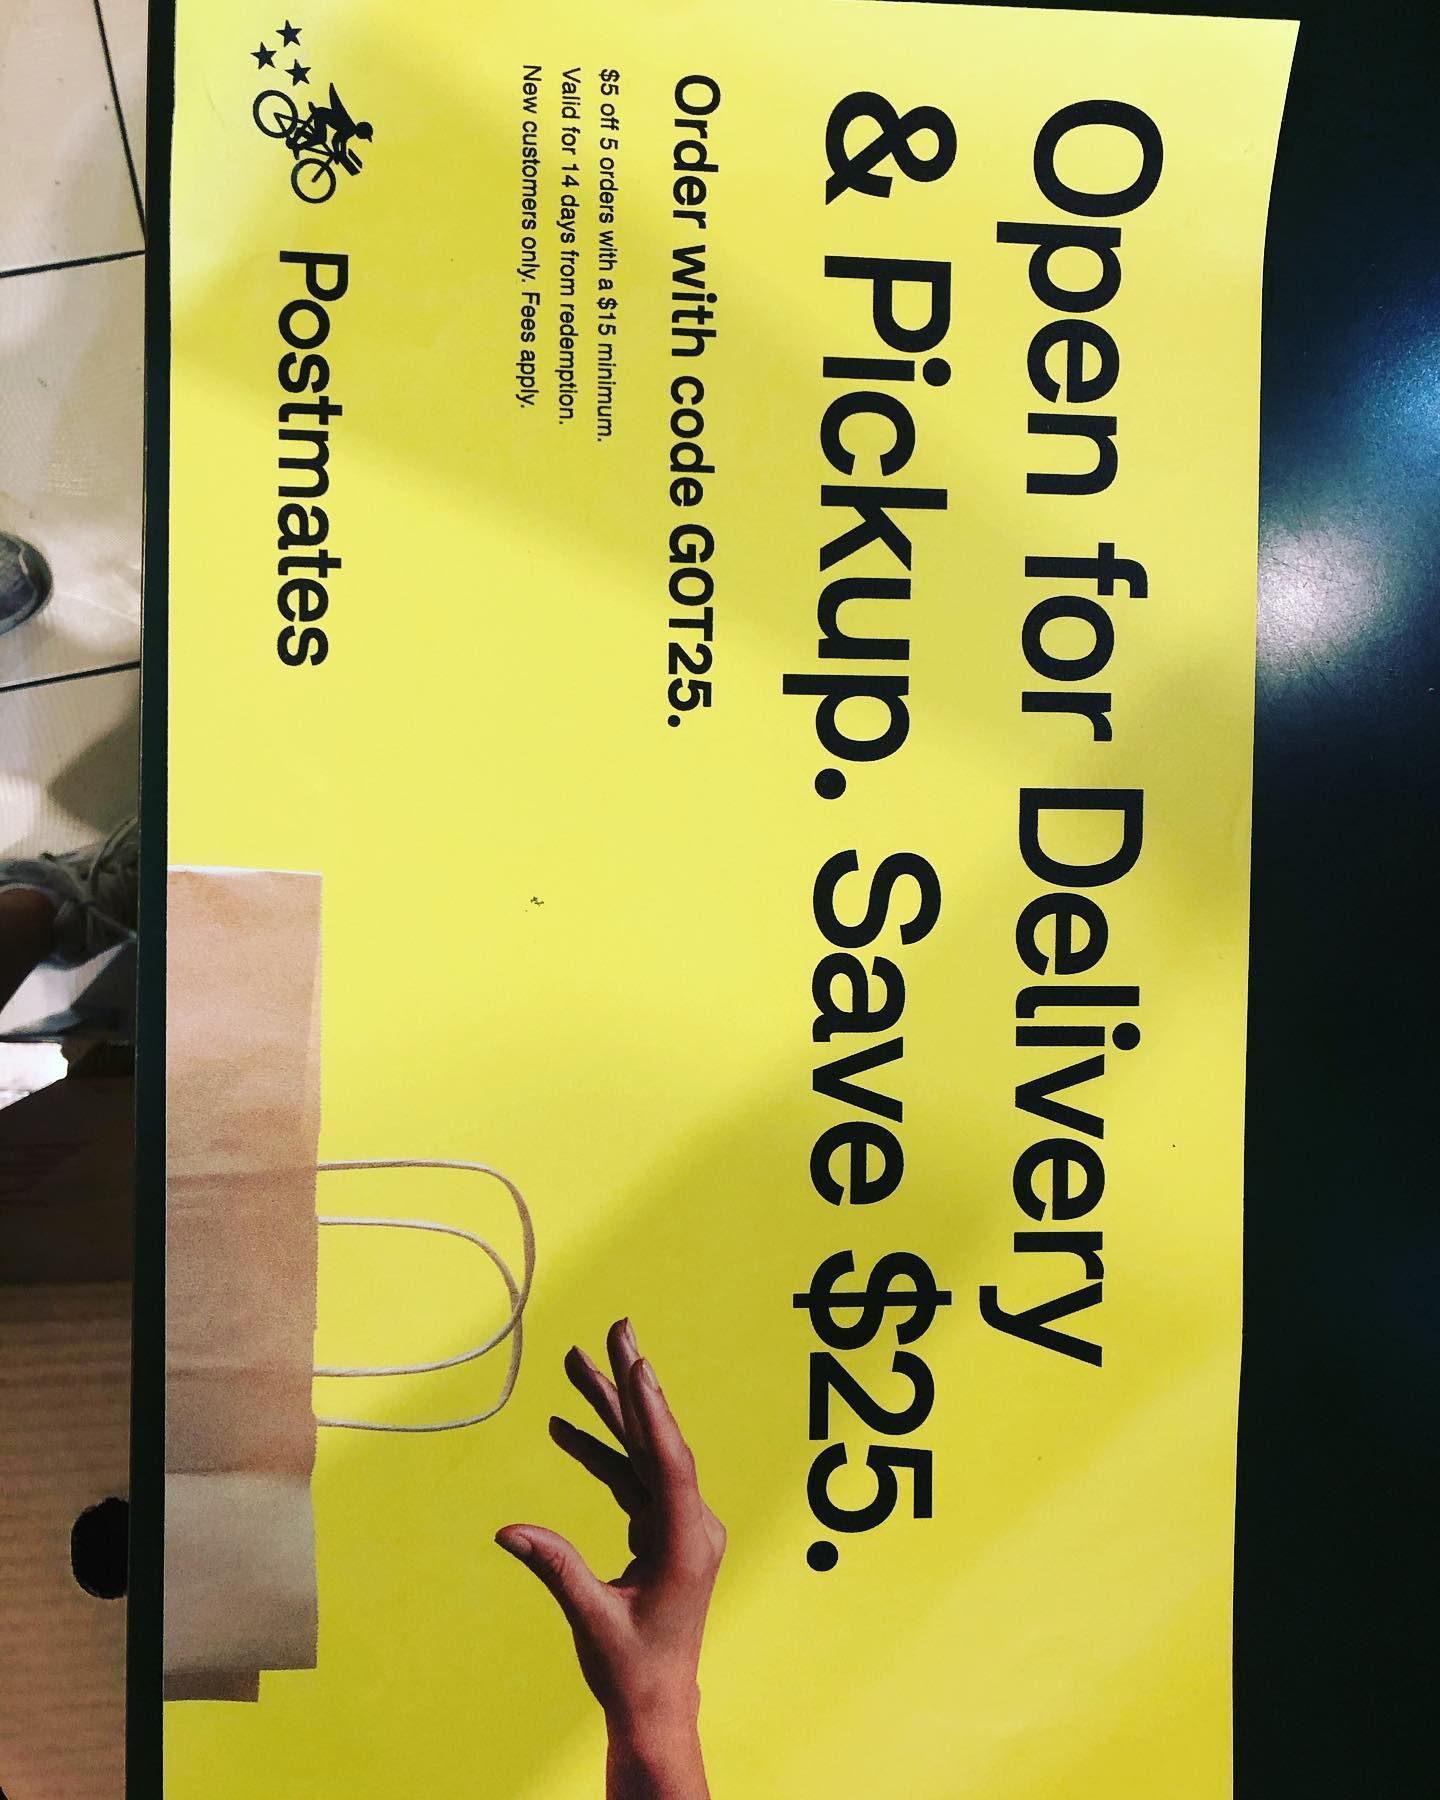 Open for Delivery
& Pickup. Save $25.
Order with code GOT25.
$5 off 5 orders with a $15 minimum.
Valid for 14 days from redemption.
New customers only. Fees apply.
Postmates